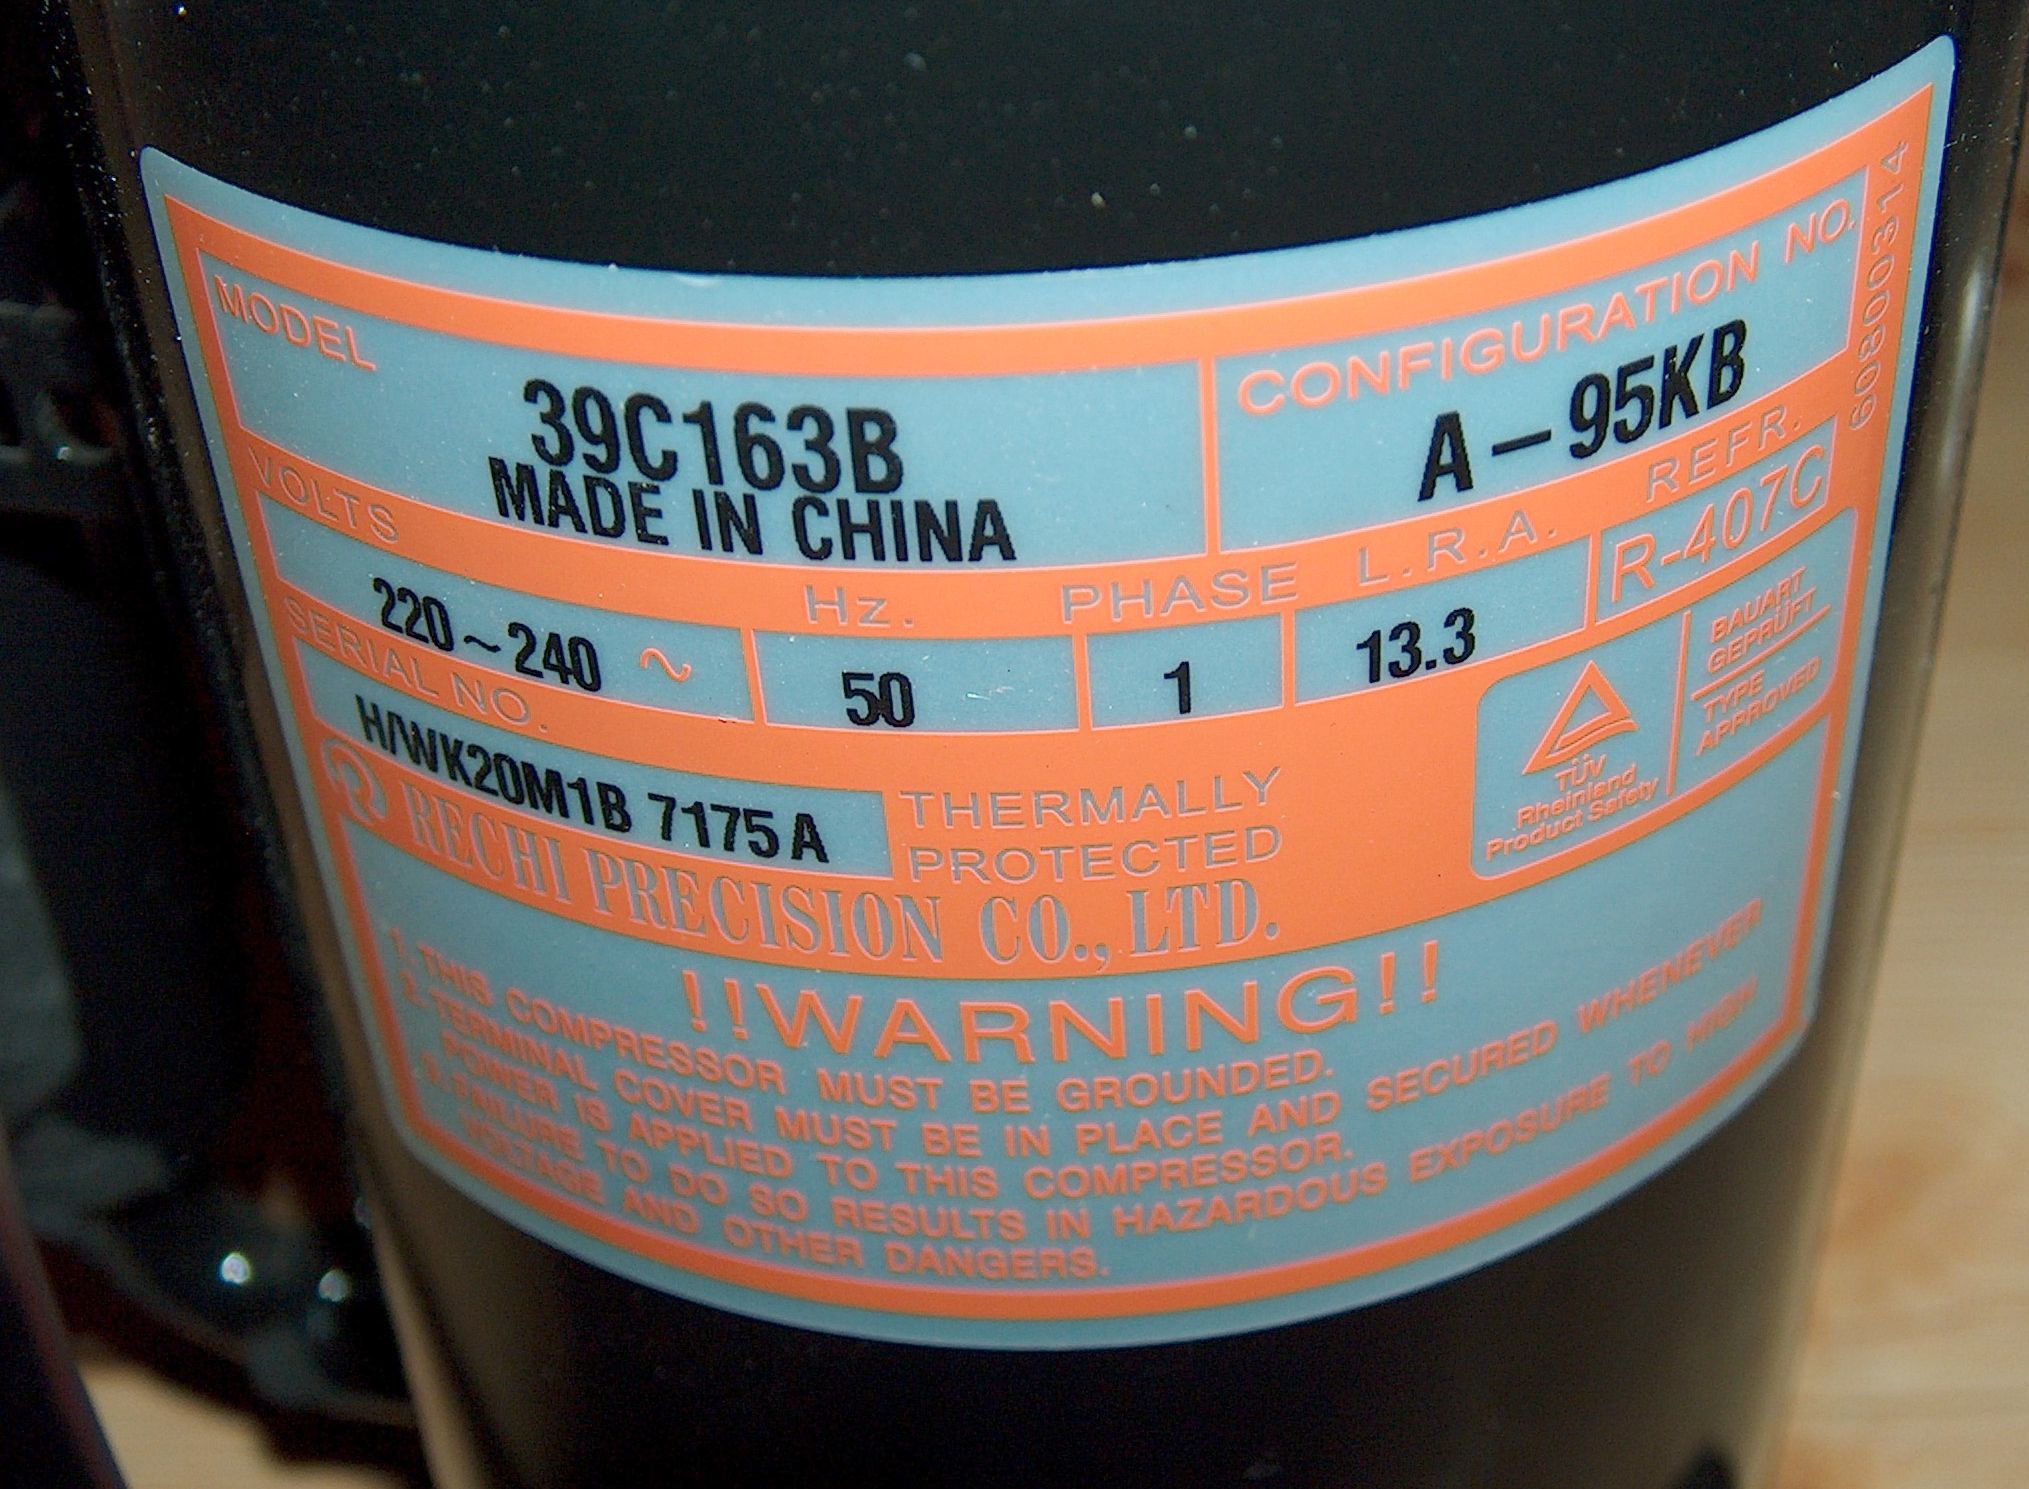 MODEL
39C163B
MADE IN CHINA
CONFIGURATION NO.
A-95KB
608000314
VOLTS
220~240 ~
Hz.
50
PHASE
1
L.R.A.
13.3
REFR.
R-407C
SERIAL NO.
H/WK20M1B 7175A
THERMALLY
PROTECTED
TÜV
Rheinland
Product Safety
BAUART
GEPRÜFT
TYPE
APPROVED
RECHI PRECISION CO., LTD.
!!WARNING!!
1. THIS COMPRESSOR MUST BE GROUNDED.
2. TERMINAL COVER MUST BE IN PLACE AND SECURED WHENEVER
POWER IS APPLIED TO THIS COMPRESSOR.
3. FAILURE TO DO SO RESULTS IN HAZARDOUS EXPOSURE TO HIGH
VOLTAGE AND OTHER DANGERS.